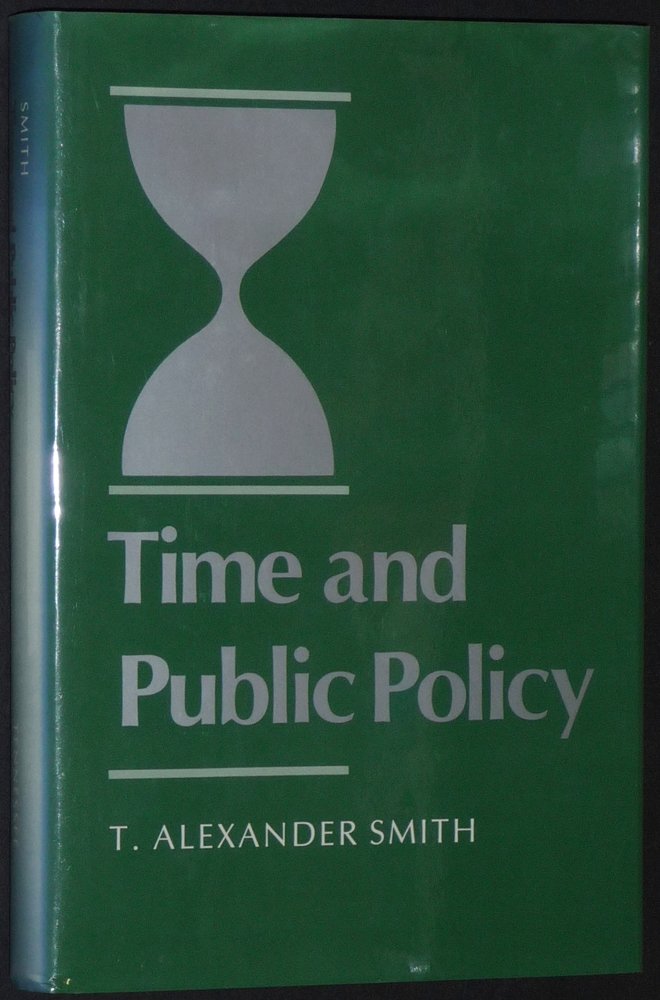 SMITH
Time and
Public Policy
T. ALEXANDER SMITH